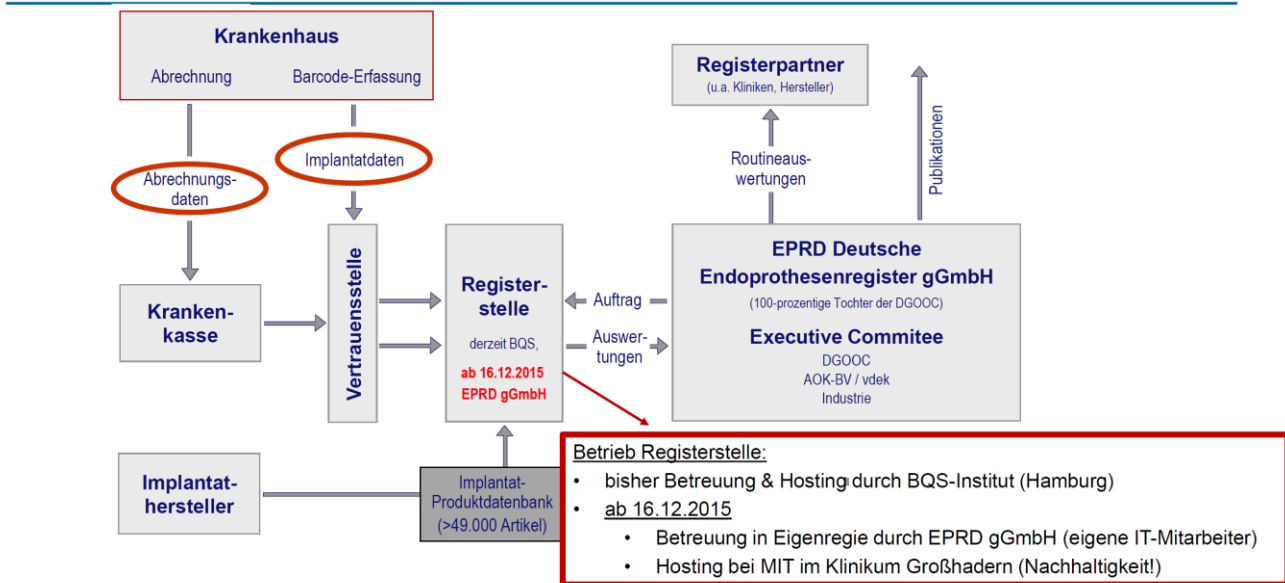 Krankenhaus
Abrechnung
Barcode-Erfassung
Abrechnungs-
daten
Implantatdaten
Kranken-
kasse
Vertrauensstelle
Register-
stelle
derzeit BQS,
ab 16.12.2015
EPRD gGmbH
Auftrag
Auswer-
tungen
Registerpartner
(u.a. Kliniken, Hersteller)
Routineaus-
wertungen
Publikationen
EPRD Deutsche
Endoprothesenregister gGmbH
(100-prozentige Tochter der DGOOC)
Executive Commitee
DGOOC
AOK-BV / vdek
Industrie
Implantat-
hersteller
Implantat-
Produktdatenbank
(>49.000 Artikel)
Betrieb Registerstelle:
• bisher Betreuung & Hosting durch BQS-Institut (Hamburg)
• ab 16.12.2015
• Betreuung in Eigenregie durch EPRD gGmbH (eigene IT-Mitarbeiter)
• Hosting bei MIT im Klinikum Großhadern (Nachhaltigkeit!)